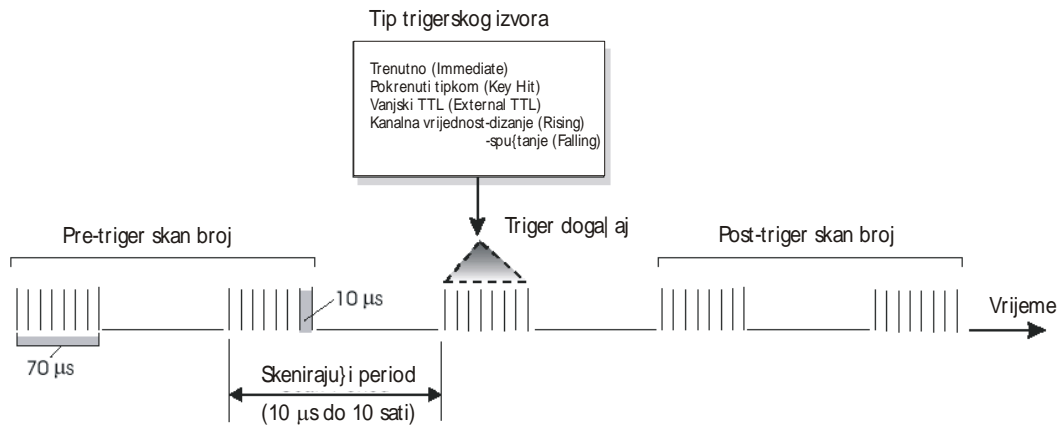 Tip trigerskog izvora
Trenutno (Immediate)
Pokrenuti tipkom (Key Hit)
Vanjski TTL (External TTL)
Kanalna vrijednost-dizanje (Rising)
-spu{tanje (Falling)
Pre-triger skan broj
Triger doga| aj
Post-triger skan broj
10 µs
Vrijeme
70 µs
Skeniraju} i period
(10 µs do 10 sati)